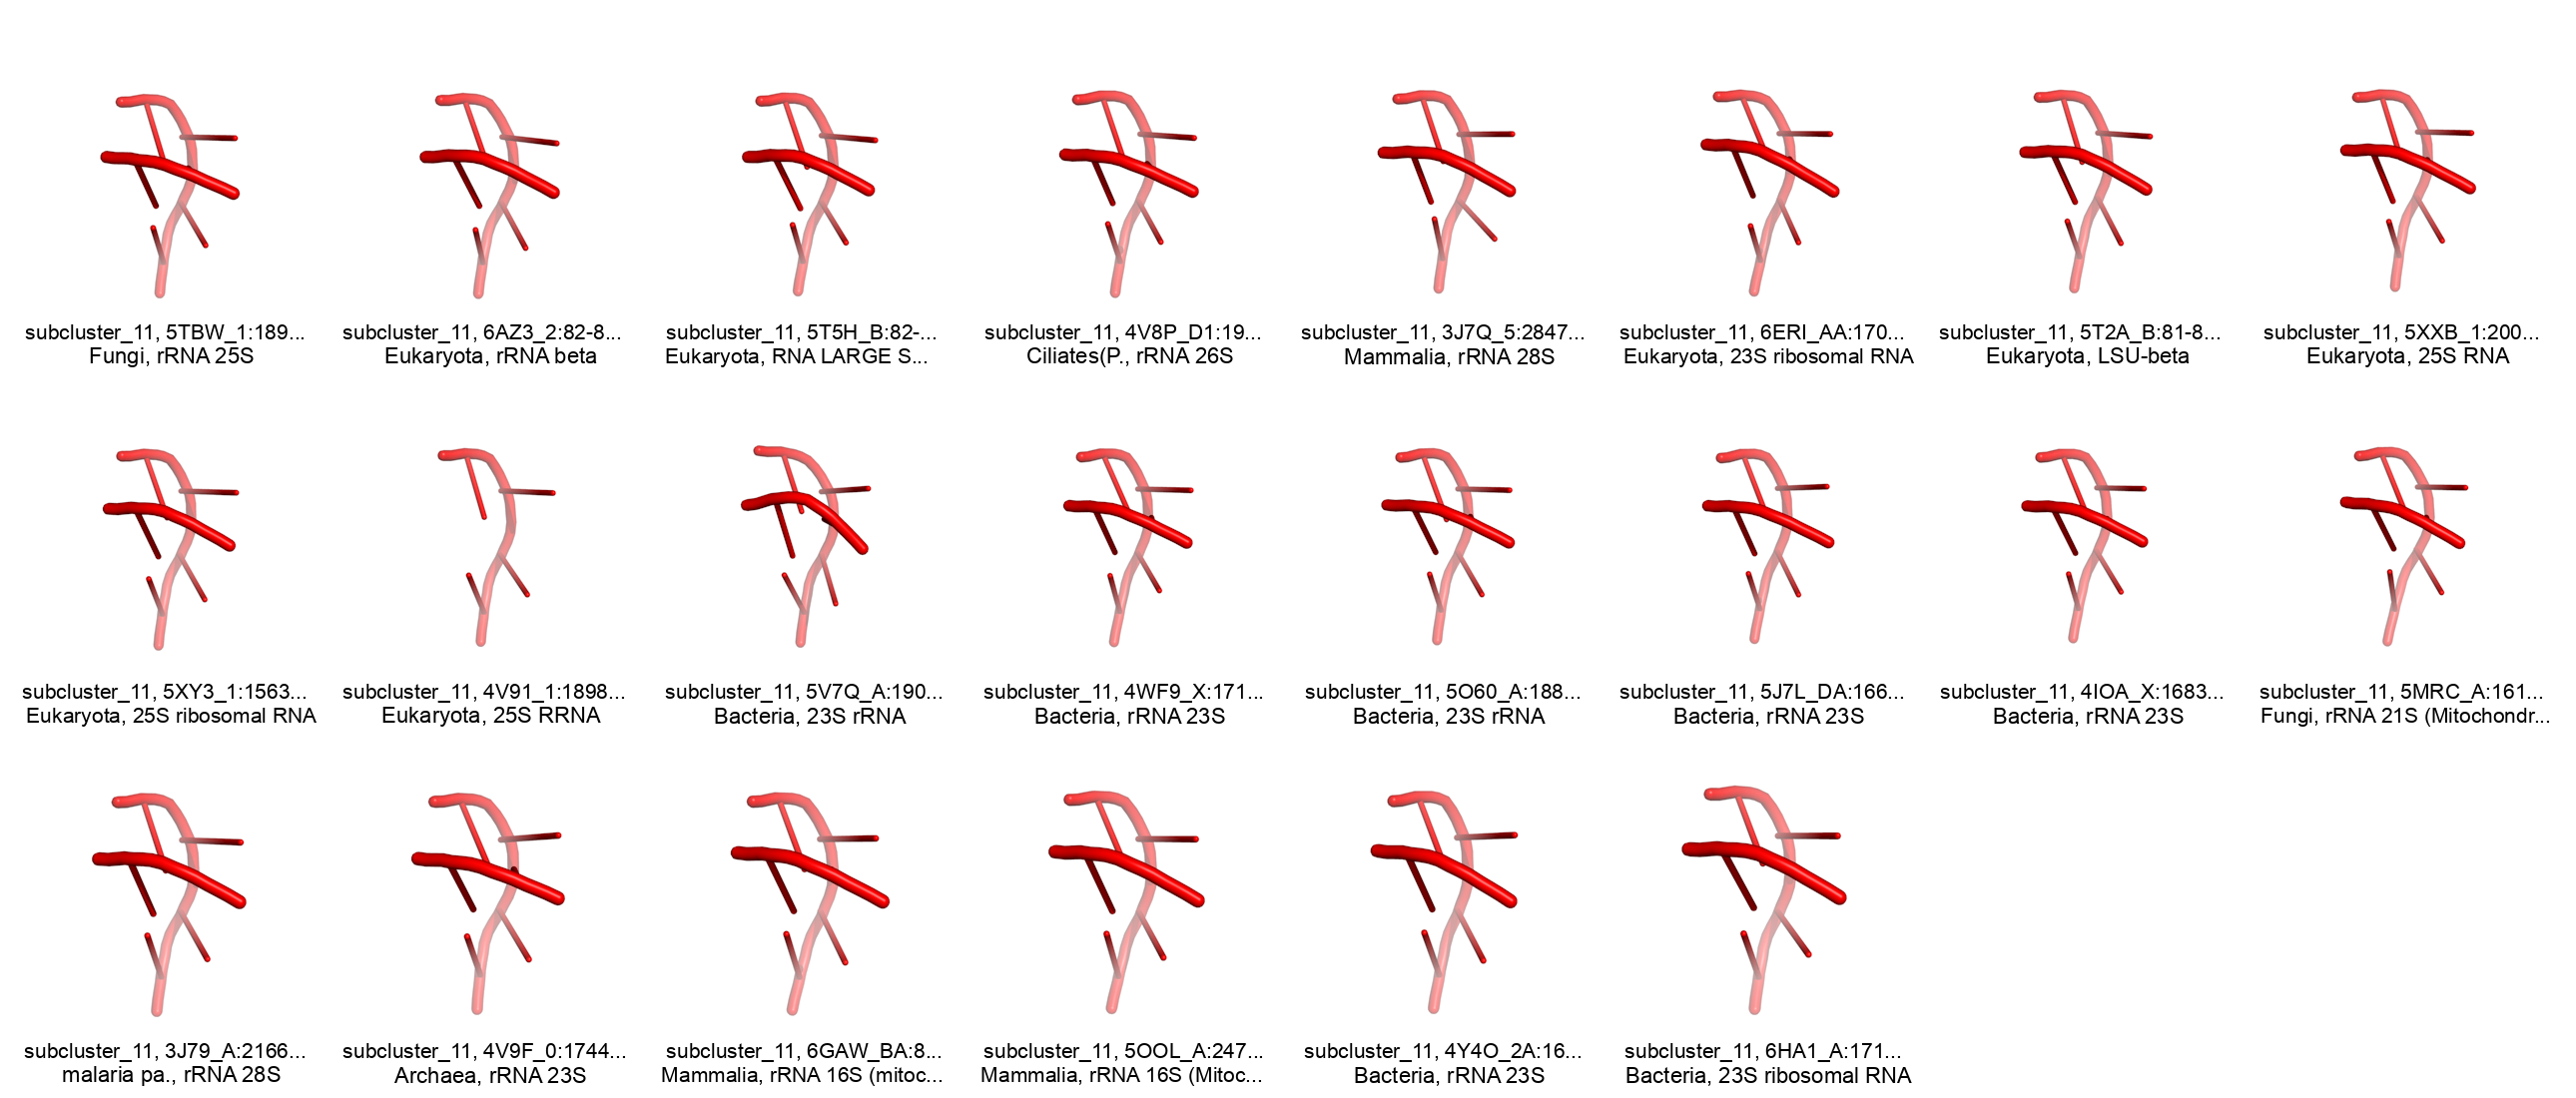 subcluster_11, 5TBW_1:189...
Fungi, rRNA 25S
subcluster_11, 6AZ3_2:82-8...
Eukaryota, rRNA beta
subcluster_11, 5T5H_B:82-...
Eukaryota, RNA LARGE S...
subcluster_11, 4V8P_D1:19...
Ciliates(P., rRNA 26S
subcluster_11, 3J7Q_5:2847...
Mammalia, rRNA 28S
subcluster_11, 6ERI_AA:170...
Eukaryota, 23S ribosomal RNA
subcluster_11, 5T2A_B:81-8...
Eukaryota, LSU-beta
subcluster_11, 5XXB_1:200...
Eukaryota, 25S RNA
subcluster_11, 5XY3_1:1563...
Eukaryota, 25S ribosomal RNA
subcluster_11, 4V91_1:1898...
Eukaryota, 25S RRNA
subcluster_11, 5V7Q_A:190...
Bacteria, 23S rRNA
subcluster_11, 4WF9_X:171...
Bacteria, rRNA 23S
subcluster_11, 5O60_A:188...
Bacteria, 23S rRNA
subcluster_11, 5J7L_DA:166...
Bacteria, rRNA 23S
subcluster_11, 4IOA_X:1683...
Bacteria, rRNA 23S
subcluster_11, 5MRC_A:161...
Fungi, rRNA 21S (Mitochondr...
subcluster_11, 3J79_A:2166...
malaria pa., rRNA 28S
subcluster_11, 4V9F_0:1744...
Archaea, rRNA 23S
subcluster_11, 6GAW_BA:8...
Mammalia, rRNA 16S (mitoc...
subcluster_11, 5OOL_A:247...
Mammalia, rRNA 16S (Mitoc...
subcluster_11, 4Y4O_2A:16...
Bacteria, rRNA 23S
subcluster_11, 6HA1_A:171...
Bacteria, 23S ribosomal RNA